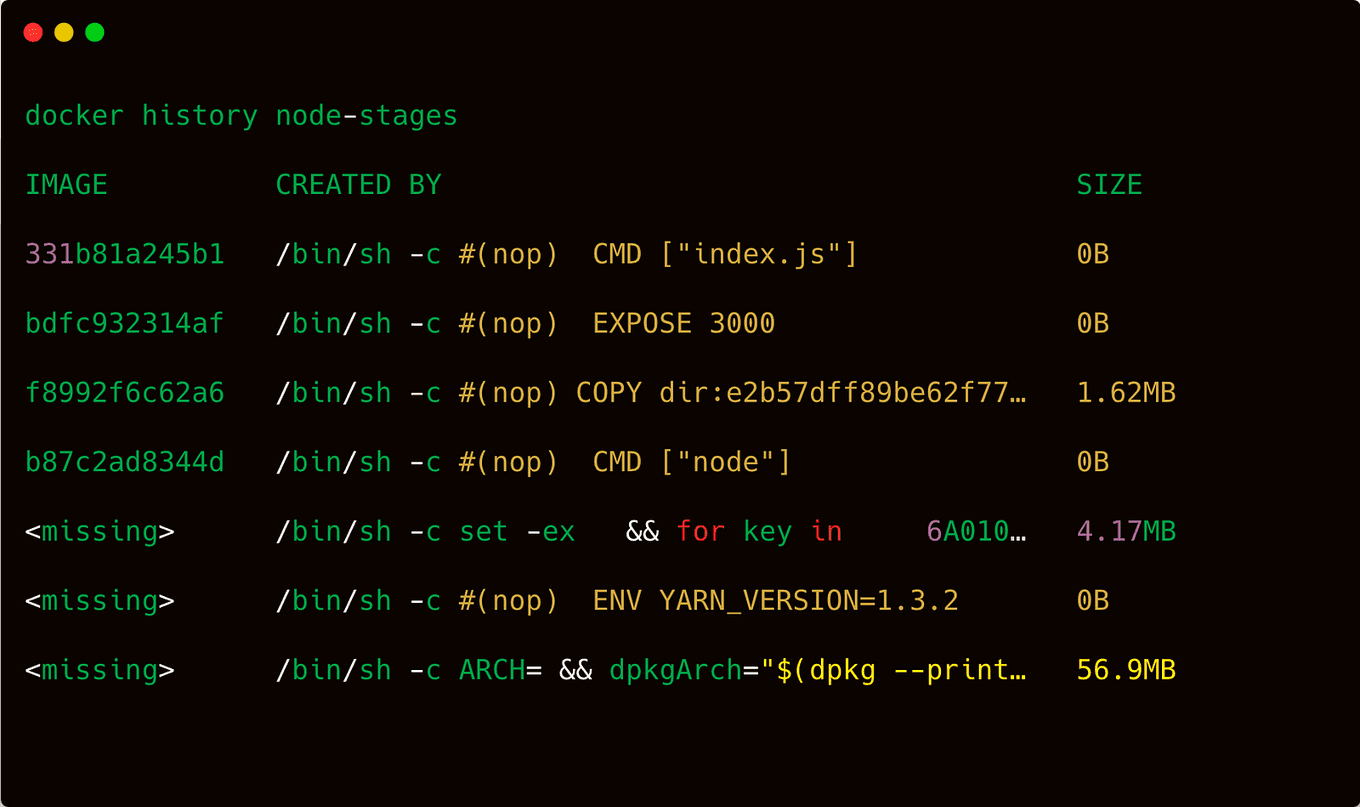 docker history node-stages
IMAGE          CREATED BY                                      SIZE
331b81a245b1   /bin/sh -c #(nop)  CMD ["index.js"]             0B
bdfc932314af   /bin/sh -c #(nop)  EXPOSE 3000                  0B
f8992f6c62a6   /bin/sh -c #(nop) COPY dir:e2b57dff89be62f77…   1.62MB
b87c2ad8344d   /bin/sh -c #(nop)  CMD ["node"]                 0B
<missing>      /bin/sh -c set -ex   && for key in     6A010…   4.17MB
<missing>      /bin/sh -c #(nop)  ENV YARN_VERSION=1.3.2       0B
<missing>      /bin/sh -c ARCH= && dpkgArch="$(dpkg --print…   56.9MB